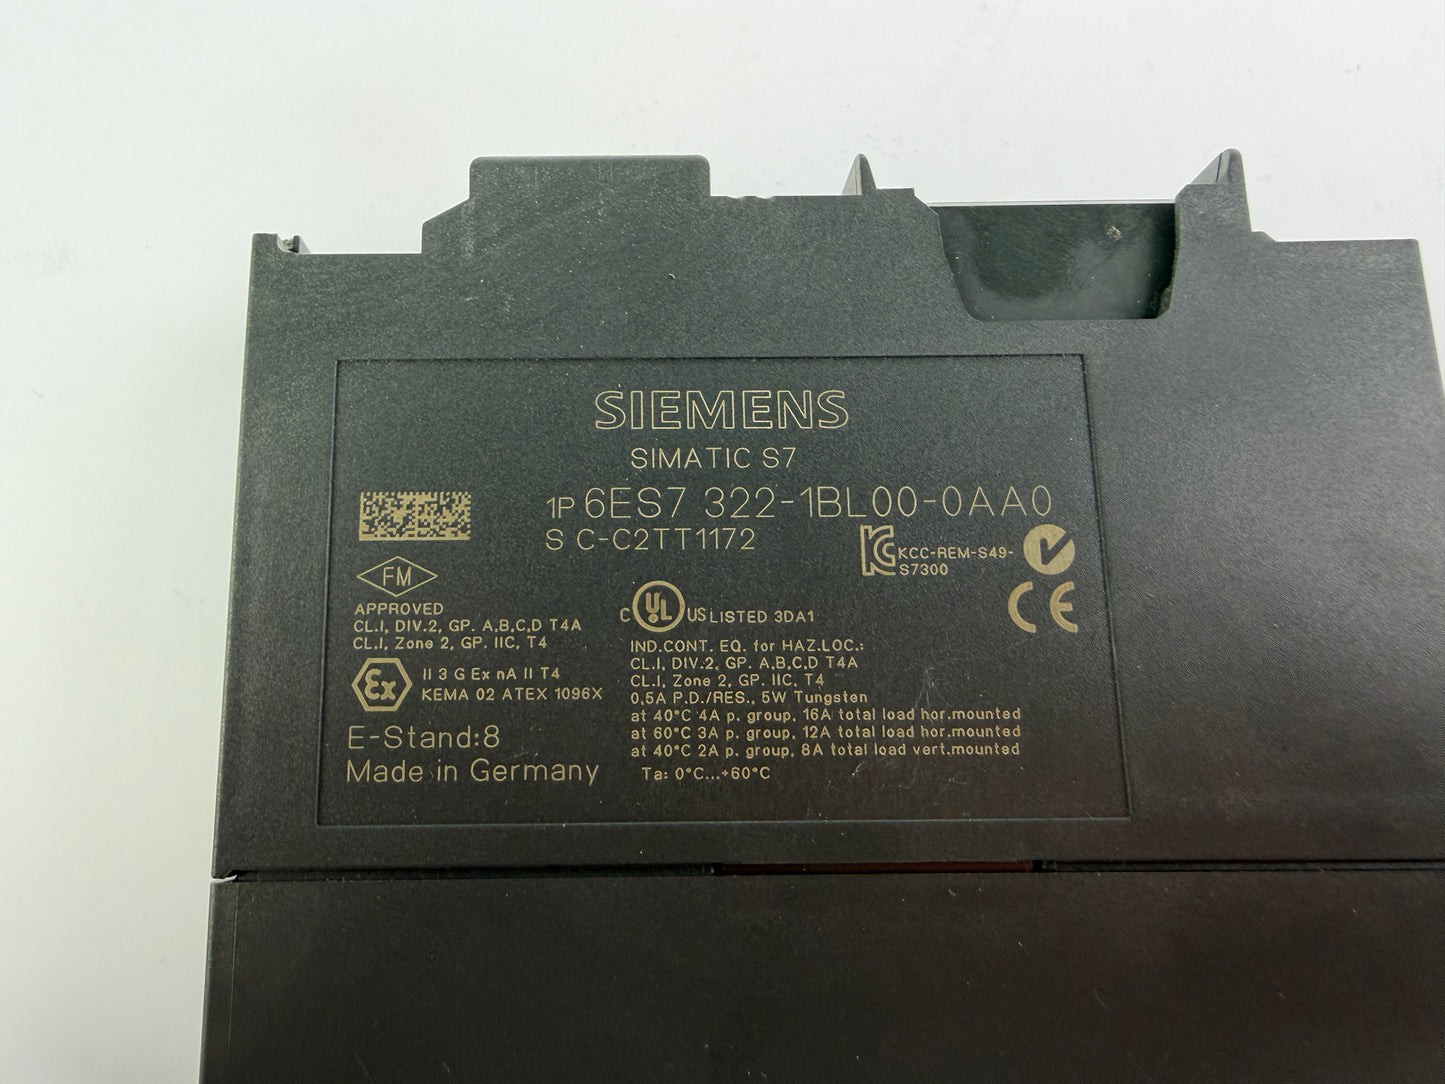 SIEMENS
SIMATIC S7
1P 6ES7 322-1BL00-0AA0
S C-C2TT1172
KCC-REM-S49-
S7300
FM
APPROVED
CL.I, DIV.2, GP. A,B,C,D T4A
CL.I, Zone 2, GP. IIC, T4
Ex
II 3 G Ex nA II T4
KEMA 02 ATEX 1096X
E-Stand:8
Made in Germany
C UL US LISTED 3DA1
IND.CONT. EQ. for HAZ.LOC.:
CL.I, DIV.2, GP. A,B,C,D T4A
CL.I, Zone 2, GP. IIC, T4
0,5A P.D./RES., 5W Tungsten
at 40°C 4A p. group, 16A total load hor.mounted
at 60°C 3A p. group, 12A total load hor.mounted
at 40°C 2A p. group, 8A total load vert.mounted
Ta: 0°C...+60°C
CE